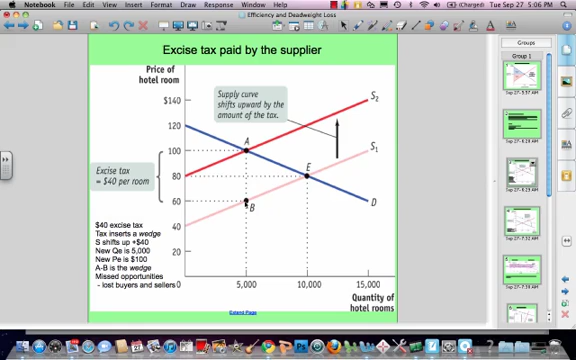 Notebook File Edit View Insert Format Draw Response Window Help
(Charged) Tue Sep 27 5:06 PM
Efficiency and Deadweight Loss
Excise tax paid by the supplier
Price of
hotel room
$140
120
100
80
60
40
20
0
Supply curve
shifts upward by the
amount of the tax.
S2
S1
A
E
B
D
Excise tax
= $40 per room
$40 excise tax
Tax inserts a wedge
S shifts up +$40
New Qe is 5,000
New Pe is $100
A-B is the wedge
Missed opportunities
- lost buyers and sellers
5,000
10,000
15,000
Quantity of
hotel rooms
Extend Page
Groups
Group 1